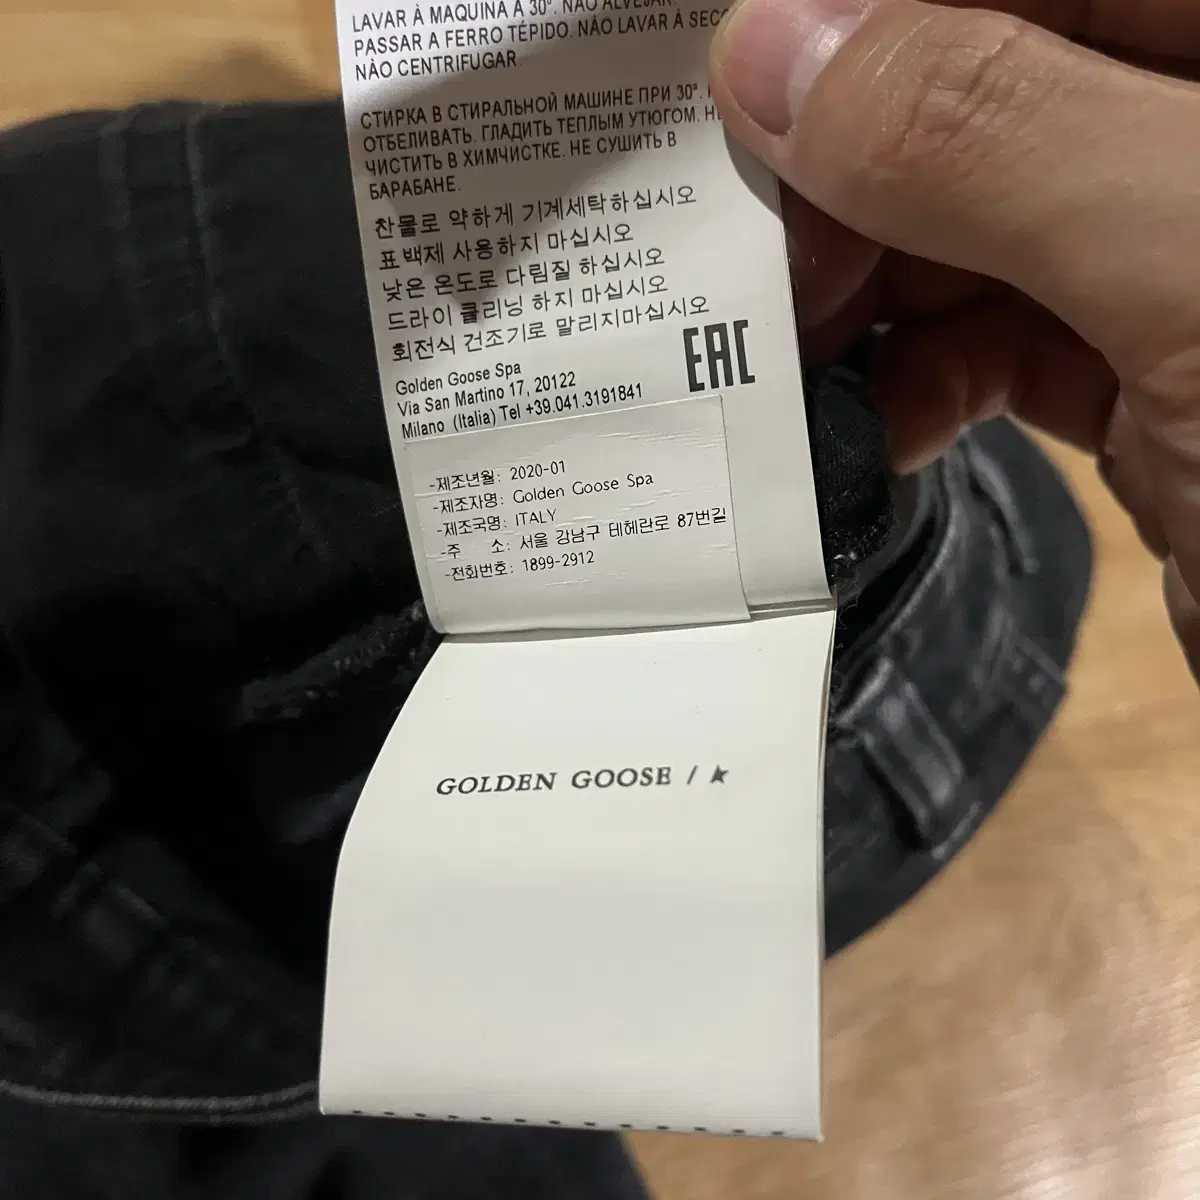 LAVAR À MAQUINA A 30°. NÃO ALVEJAR.
PASSAR A FERRO TÉPIDO. NÃO LAVAR À SEC
NÀO CENTRIFUGAR.
СТИРКА В СТИРАЛЬНОЙ МАШИНЕ ПРИ 30°.
ОТБЕЛИВАТЬ. ГЛАДИТЬ ТЕПЛЫМ УТЮГОМ. НЕ
ЧИСТИТЬ В ХИМЧИСТКЕ. НЕ СУШИТЬ В
БАРАБАНЕ.
찬물로 약하게 기계세탁하십시오
표백제 사용하지 마십시오
낮은 온도로 다림질 하십시오
드라이 클리닝 하지 마십시오
회전식 건조기로 말리지마십시오
EAC
Golden Goose Spa
Via San Martino 17, 20122
Milano (Italia) Tel +39.041.3191841
-제조년월: 2020-01
-제조자명: Golden Goose Spa
-제조국명: ITALY
-주 소: 서울 강남구 테헤란로 87번길
-전화번호: 1899-2912
GOLDEN GOOSE /